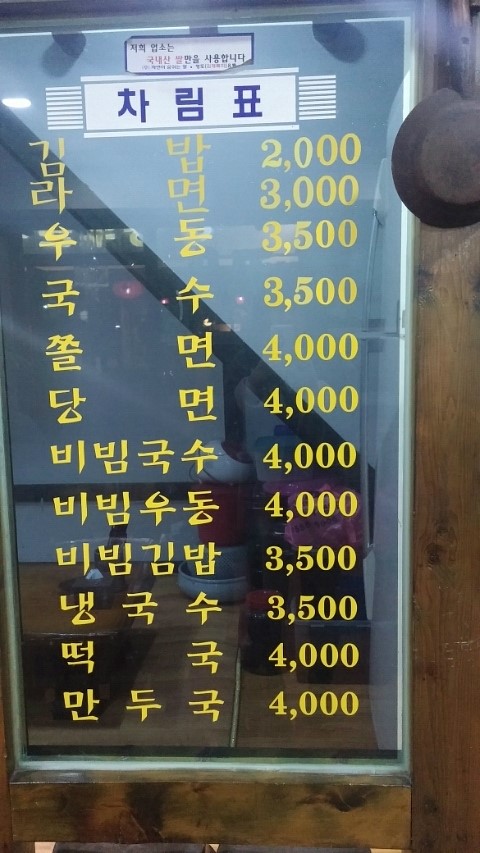 저희 업소는
국내산 쌀만을 사용합니다
차림표
김밥 2,000
라면 3,000
우동 3,500
국수 3,500
쫄면 4,000
당면 4,000
비빔국수 4,000
비빔우동 4,000
비빔김밥 3,500
냉국수 3,500
떡국 4,000
만두국 4,000